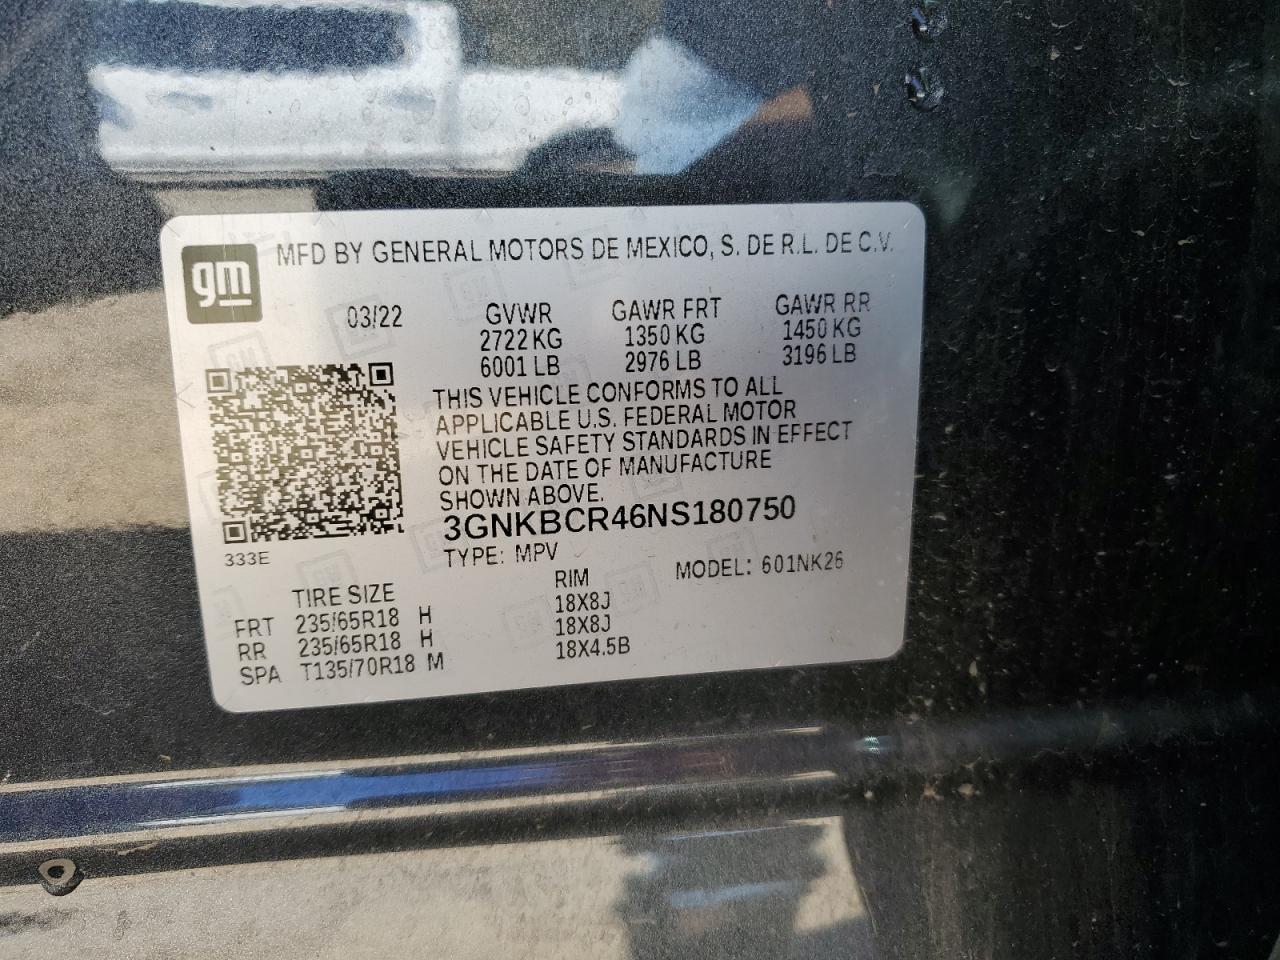 gm
MFD BY GENERAL MOTORS DE MEXICO, S. DE R.L. DE C.V.
03/22 GVWR GAWR FRT GAWR RR
2722 KG 1350 KG 1450 KG
6001 LB 2976 LB 3196 LB
THIS VEHICLE CONFORMS TO ALL
APPLICABLE U.S. FEDERAL MOTOR
VEHICLE SAFETY STANDARDS IN EFFECT
ON THE DATE OF MANUFACTURE
SHOWN ABOVE.
3GNKBCR46NS180750
333E
TYPE: MPV MODEL: 601NK26
TIRE SIZE RIM
FRT 235/65R18 H 18X8J
RR 235/65R18 H 18X8J
SPA T135/70R18 M 18X4.5B